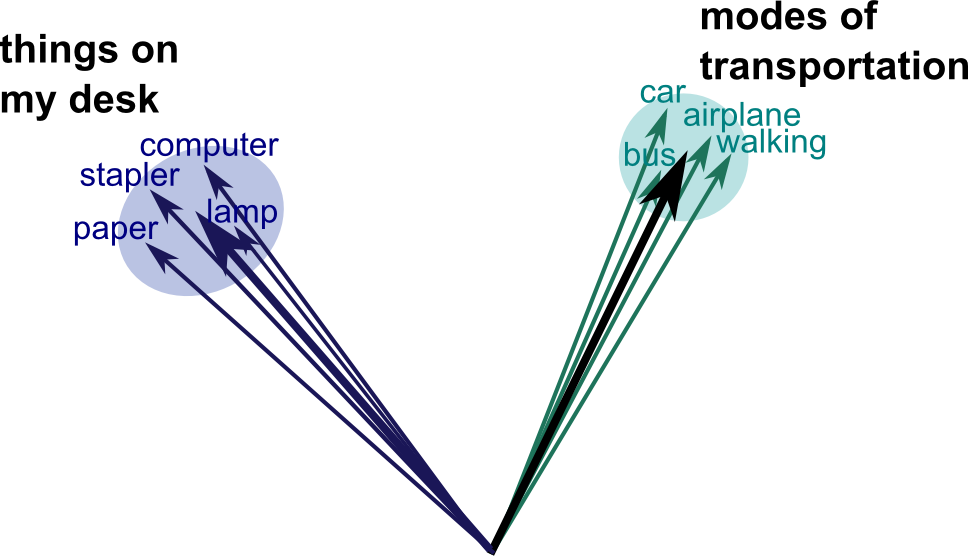 things on
my desk
computer
stapler
lamp
paper
modes of
transportation
car
airplane
walking
bus